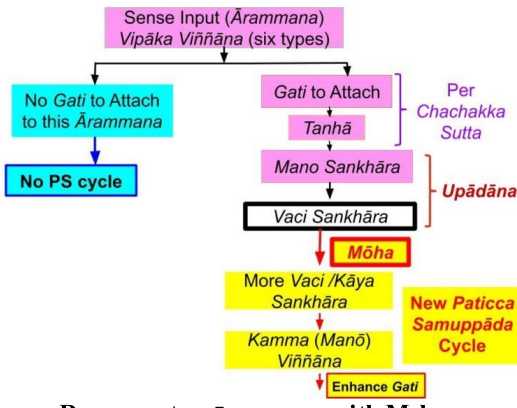 Sense Input (Ārammana)
Vipāka Viññāna (six types)
No Gati to Attach
to this Ārammana
No PS cycle
Gati to Attach
Tanhā
Per
Chachakka
Sutta
Mano Sankhāra
Vaci Sankhāra
Upādāna
Mōha
More Vaci /Kāya
Sankhāra
Kamma (Manō)
Viññāna
Enhance Gati
New Paticca
Samuppāda
Cycle